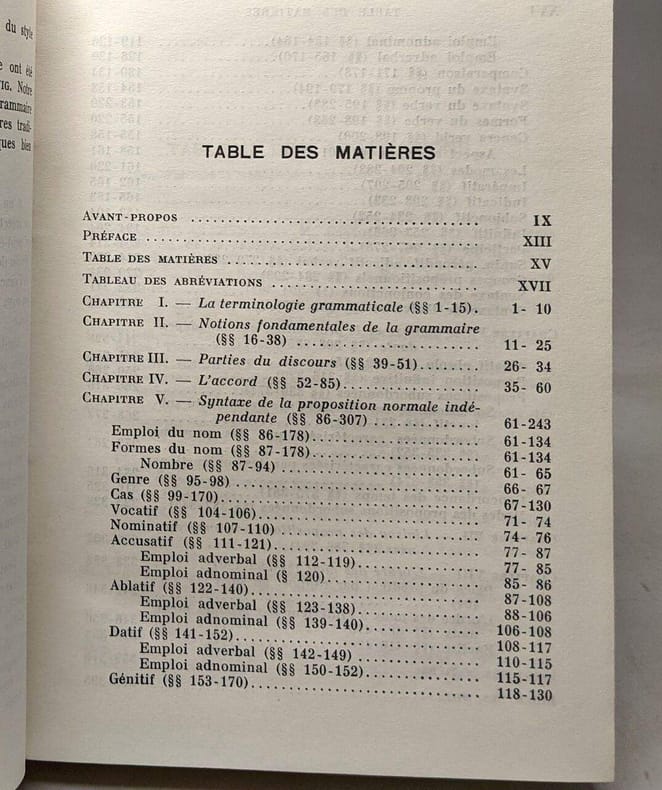 du style
ont été
Notre
TABLE DES MATIÈRES
AVANT-PROPOS ........ IX
PRÉFACE ........ XIII
TABLE DES MATIÈRES ........ XV
TABLEAU DES ABRÉVIATIONS ........ XVII
CHAPITRE I. — La terminologie grammaticale (§§ 1-15). 1- 10
CHAPITRE II. — Notions fondamentales de la grammaire
(§§ 16-38) ........ 11- 25
CHAPITRE III. — Parties du discours (§§ 39-51)........ 26- 34
CHAPITRE IV. — L'accord (§§ 52-85)........ 35- 60
CHAPITRE V. — Syntaxe de la proposition normale indé-
pendante (§§ 86-307) ........ 61-243
Emploi du nom (§§ 86-178)........ 61-134
Formes du nom (§§ 87-178)........ 61-134
Nombre (§§ 87-94) ........ 61- 65
Genre (§§ 95-98) ........ 66- 67
Cas (§§ 99-170)........ 67-130
Vocatif (§§ 104-106)........ 71- 74
Nominatif (§§ 107-110) ........ 74- 76
Accusatif (§§ 111-121)........ 77- 87
Emploi adverbal (§§ 112-119)........ 77- 85
Emploi adnominal (§ 120)........ 85- 86
Ablatif (§§ 122-140)........ 87-108
Emploi adverbal (§§ 123-138)........ 88-106
Emploi adnominal (§§ 139-140)........ 106-108
Datif (§§ 141-152)........ 108-117
Emploi adverbal (§§ 142-149) ........ 110-115
Emploi adnominal (§§ 150-152)........ 115-117
Génitif (§§ 153-170)........ 118-130